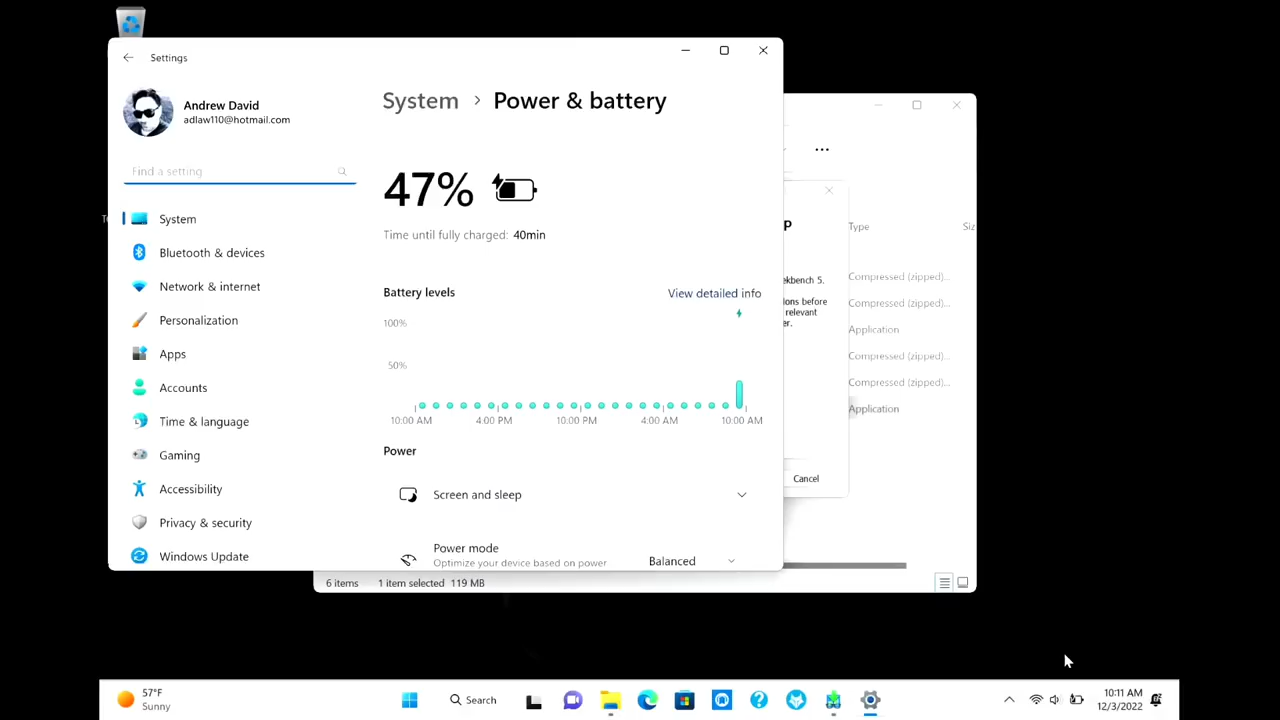 Settings
Andrew David
adlaw110@hotmail.com
Find a setting
System
Bluetooth & devices
Network & internet
Personalization
Apps
Accounts
Time & language
Gaming
Accessibility
Privacy & security
Windows Update
System > Power & battery
47%
Time until fully charged: 40min
Battery levels
View detailed info
100%
50%
10:00 AM 4:00 PM 10:00 PM 4:00 AM 10:00 AM
Power
Screen and sleep
Power mode
Optimize your device based on power
Balanced
Type
Compressed (zipped)...
Compressed (zipped)...
Application
Compressed (zipped)...
Compressed (zipped)...
Application
before
relevant
Cancel
6 items 1 item selected 119 MB
57°F
Sunny
Search
10:11 AM
12/3/2022